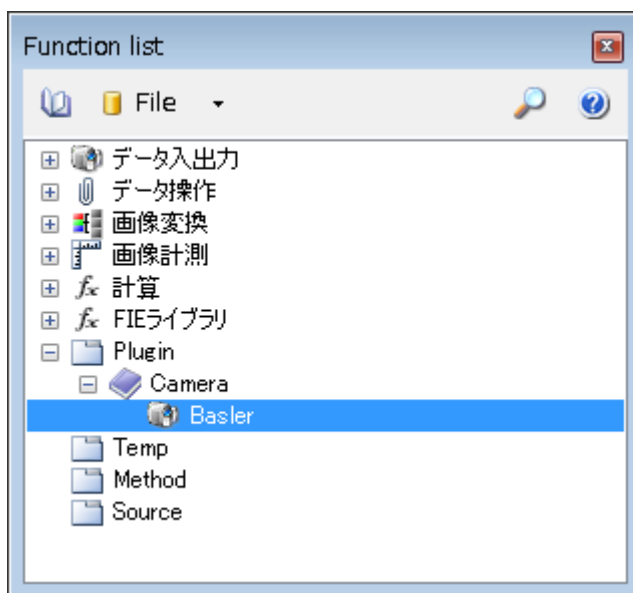 Function list
File
データ入出力
データ操作
画像変換
画像計測
fx 計算
fx FIEライブラリ
Plugin
Camera
Basler
Temp
Method
Source